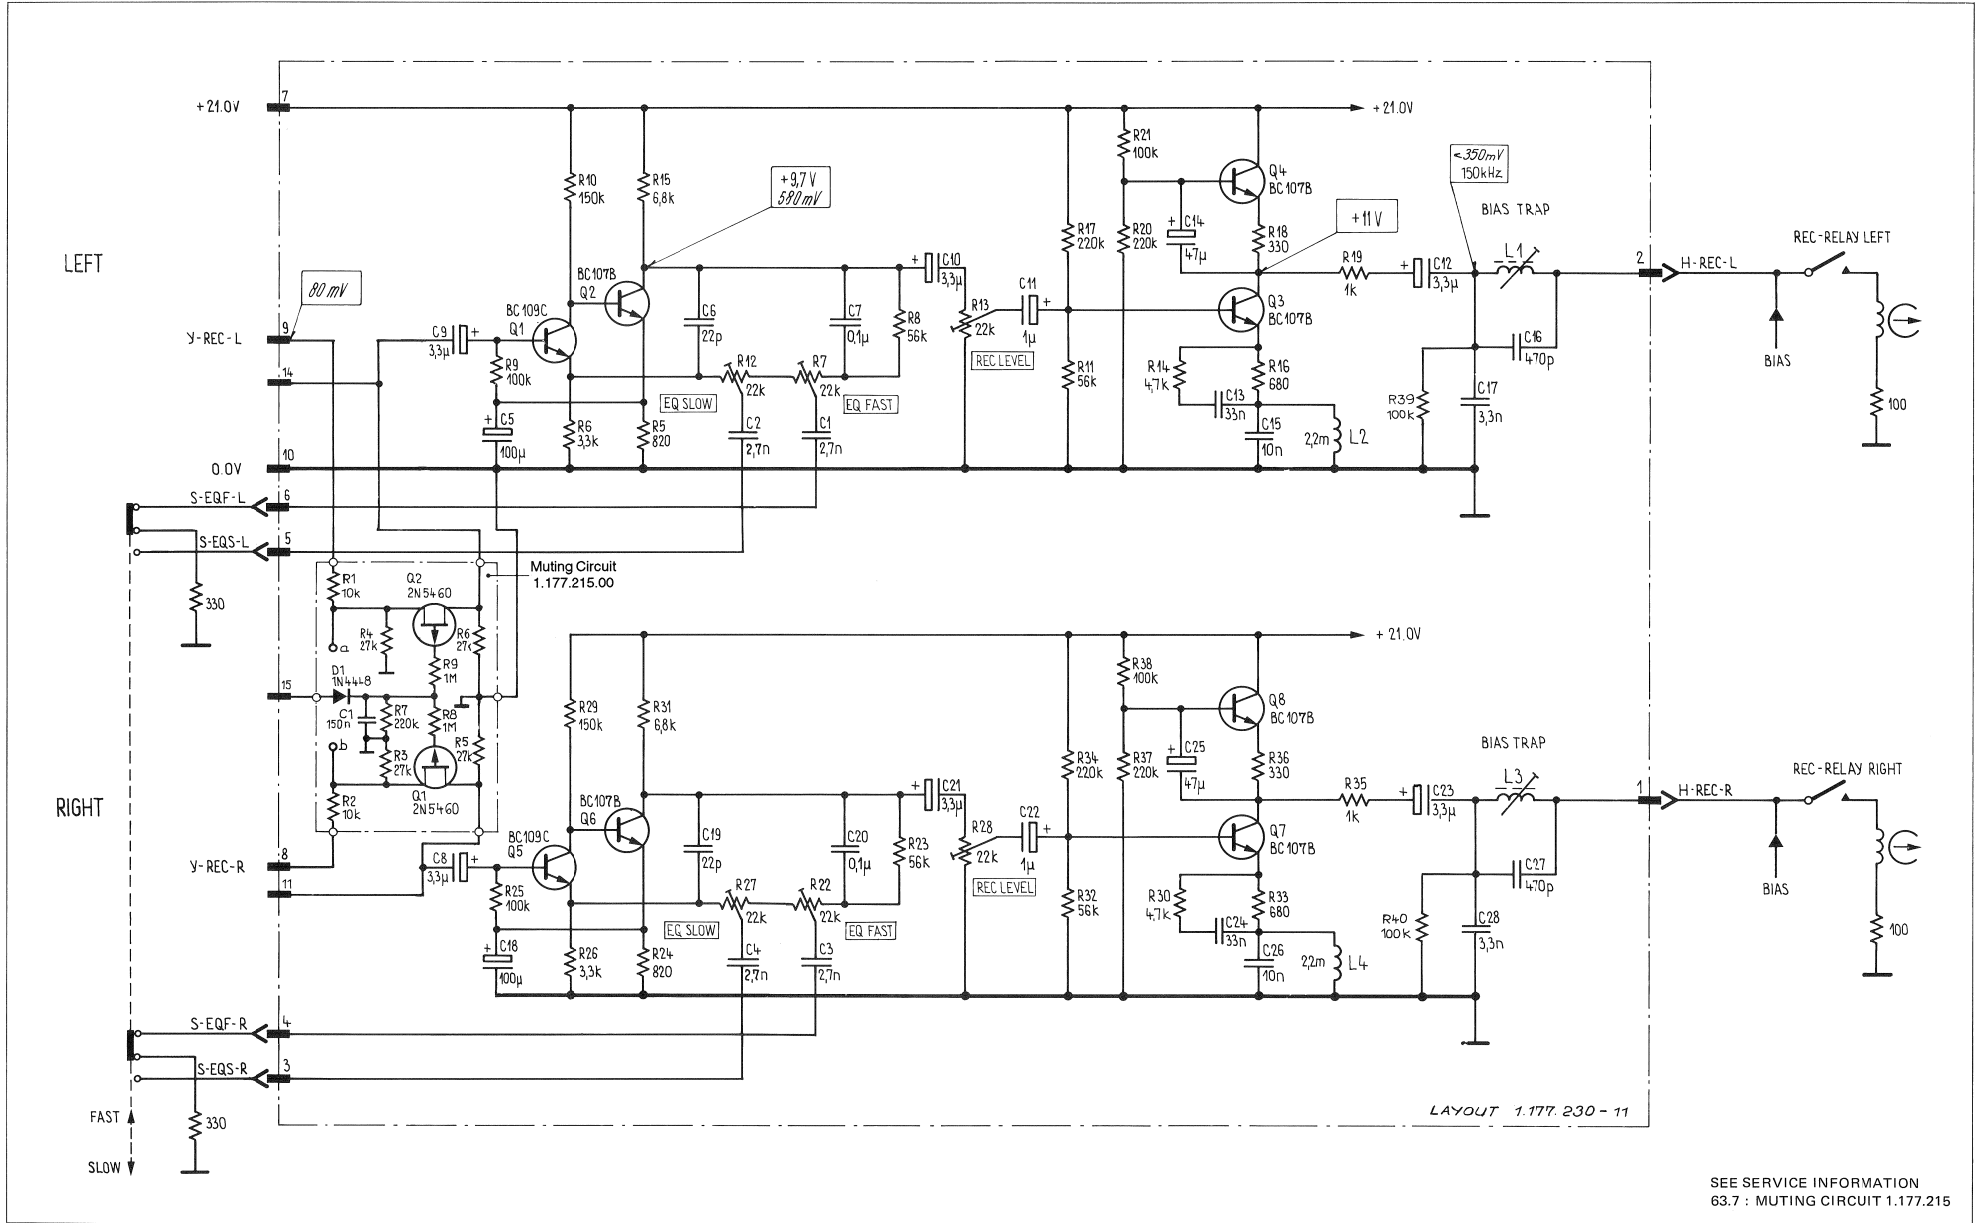 7
+21.0V
+21.0V
R21
100k
<350mV
150kHz
Q4
BC107B
+9,7V
580mV
R10
150k
R15
6,8k
+11V
BIAS TRAP
C14
47µ
R17
220k
R20
220k
R18
330
REC-RELAY LEFT
LEFT
R19
1k
C12
3,3µ
L1
2
H-REC-L
C10
3,3µ
80mV
BC107B
Q2
BC109C
Q1
C6
22p
C7
0,1µ
R8
56k
R13
22k
C11
1µ
Q3
BC107B
9
Y-REC-L
C9
3,3µ
REC LEVEL
C16
470p
BIAS
14
R9
100k
R12
22k
R7
22k
R11
56k
R14
4,7k
R16
680
C13
33n
EQ SLOW
EQ FAST
R39
100k
C17
3,3n
100
C5
100µ
R6
3,3k
R5
820
C2
2,7n
C1
2,7n
C15
10n
2,2m
L2
0.0V
10
S-EQF-L
6
S-EQS-L
5
Muting Circuit
1.177.215.00
330
R1
10k
Q2
2N5460
R4
27k
R6
27k
a
R9
1M
D1
1N4448
15
C1
150n
R7
220k
R8
1M
b
R3
27k
R5
27k
Q1
2N5460
R2
10k
+21.0V
R38
100k
Q8
BC107B
R29
150k
R31
6,8k
C25
47µ
R34
220k
R37
220k
R36
330
BIAS TRAP
REC-RELAY RIGHT
RIGHT
R35
1k
C23
3,3µ
L3
1
H-REC-R
C21
3,3µ
BC107B
Q6
BC109C
Q5
C19
22p
C20
0,1µ
R23
56k
R28
22k
C22
1µ
Q7
BC107B
Y-REC-R
8
11
C8
3,3µ
REC LEVEL
C27
470p
BIAS
R25
100k
R27
22k
R22
22k
R32
56k
R30
4,7k
R33
680
C24
33n
EQ SLOW
EQ FAST
R40
100k
C28
3,3n
100
C18
100µ
R26
3,3k
R24
820
C4
2,7n
C3
2,7n
C26
10n
2,2m
L4
S-EQF-R
4
S-EQS-R
3
FAST
330
SLOW
LAYOUT 1.177.230-11
SEE SERVICE INFORMATION
63.7 : MUTING CIRCUIT 1.177.215